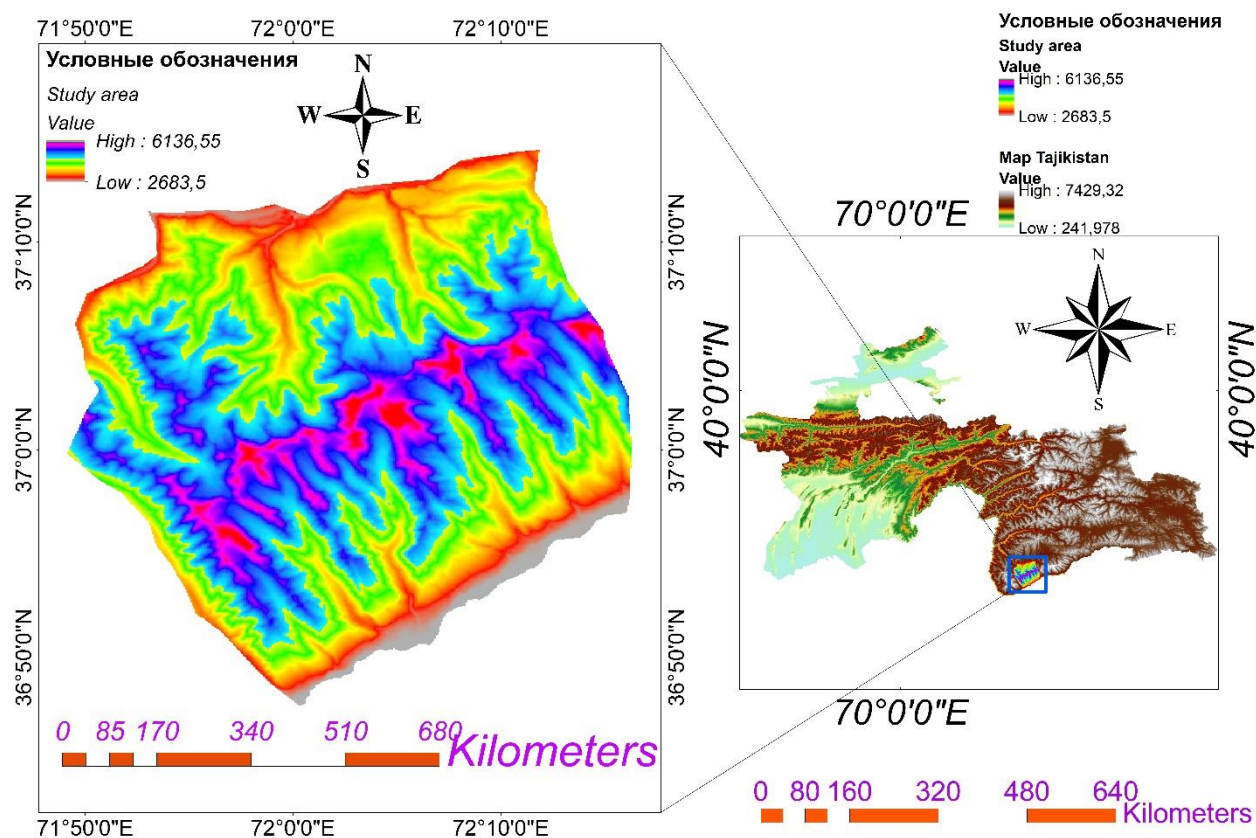 71°50'0"E 72°0'0"E 72°10'0"E
Условные обозначения
Study area
Value
High : 6136,55
Low : 2683,5
N
W E
S
37°10'0"N 37°10'0"N
37°0'0"N 37°0'0"N
36°50'0"N 36°50'0"N
0 85 170 340 510 680
Kilometers
71°50'0"E 72°0'0"E 72°10'0"E
Условные обозначения
Study area
Value
High : 6136,55
Low : 2683,5
Map Tajikistan
Value
High : 7429,32
Low : 241,978
70°0'0"E
N
W E
S
40°0'0"N 40°0'0"N
70°0'0"E
0 80 160 320 480 640
Kilometers